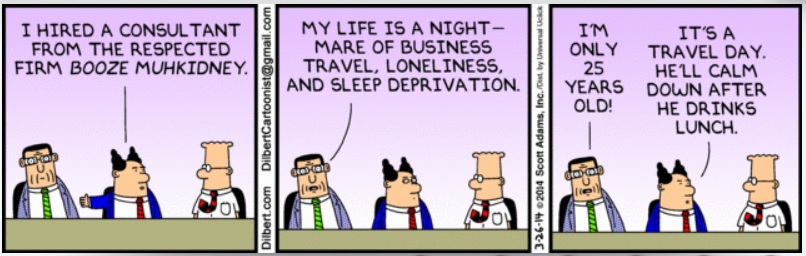 I HIRED A CONSULTANT
FROM THE RESPECTED
FIRM BOOZE MUHKIDNEY.
DilbertCartoonist@gmail.com
Dilbert.com
MY LIFE IS A NIGHT—
MARE OF BUSINESS
TRAVEL, LONELINESS,
AND SLEEP DEPRIVATION.
3-26-14 ©2014 Scott Adams, Inc. /Dist. by Universal Uclick
I'M
ONLY
25
YEARS
OLD!
IT'S A
TRAVEL DAY.
HE'LL CALM
DOWN AFTER
HE DRINKS
LUNCH.